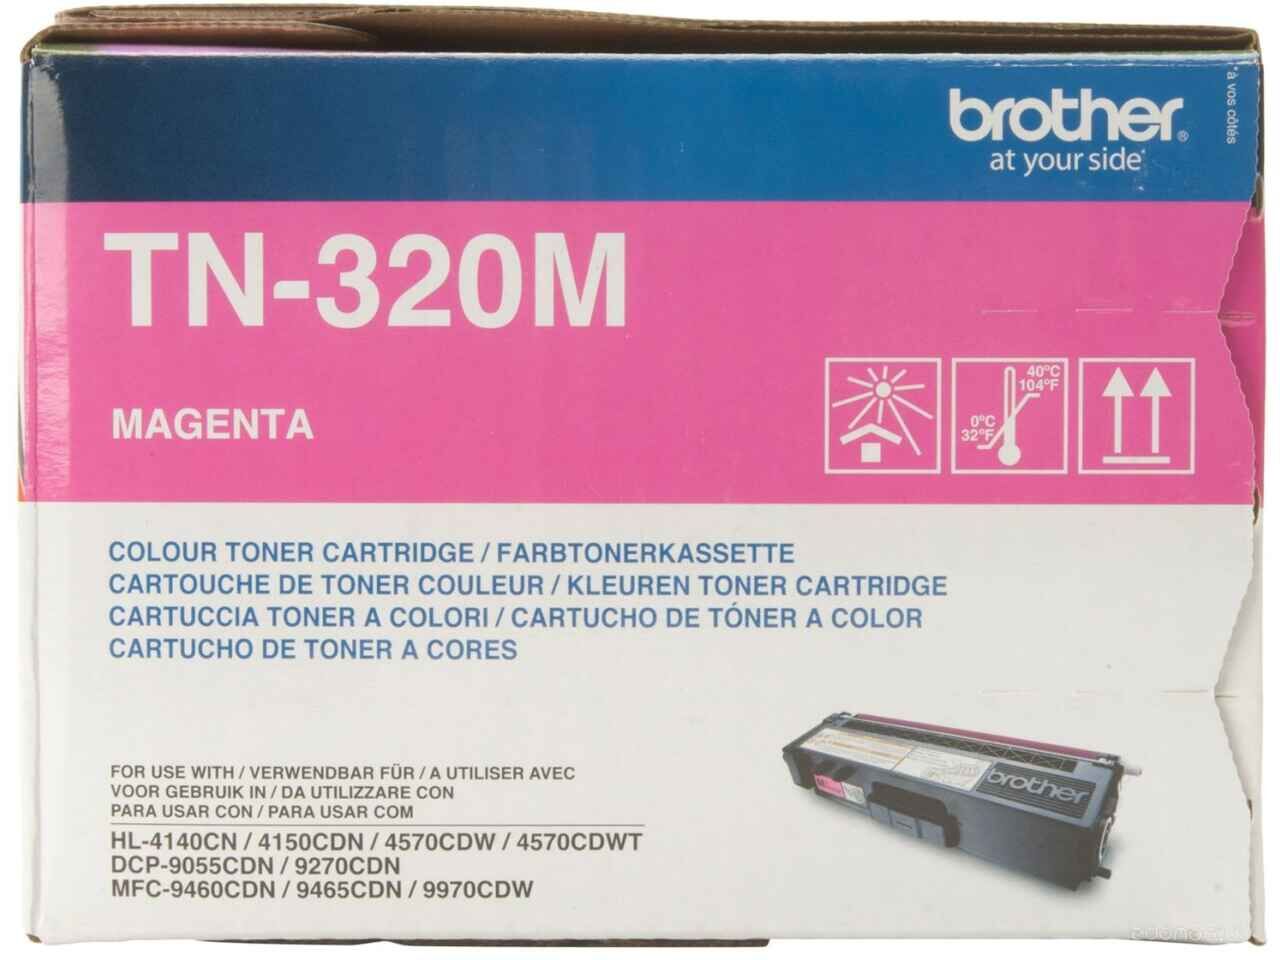 brother®
at your side
"à vos côtés
TN-320M
MAGENTA
40°C
104°F
0°C
32°F
COLOUR TONER CARTRIDGE / FARBTONERKASSETTE
CARTOUCHE DE TONER COULEUR / KLEUREN TONER CARTRIDGE
CARTUCCIA TONER A COLORI / CARTUCHO DE TÓNER A COLOR
CARTUCHO DE TONER A CORES
FOR USE WITH / VERWENDBAR FÜR / A UTILISER AVEC
VOOR GEBRUIK IN / DA UTILIZZARE CON
PARA USAR CON / PARA USAR COM
HL-4140CN / 4150CDN / 4570CDW / 4570CDWT
DCP-9055CDN / 9270CDN
MFC-9460CDN / 9465CDN / 9970CDW
M
brother